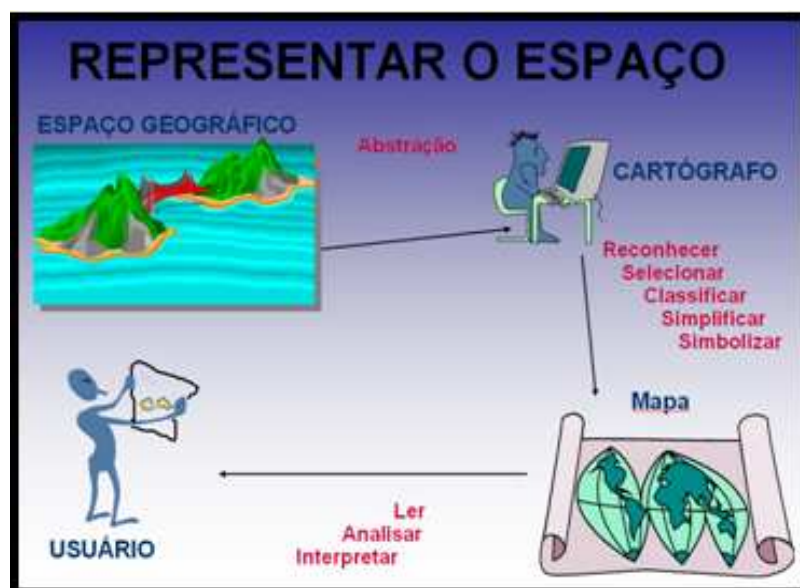 REPRESENTAR O ESPAÇO
ESPAÇO GEOGRÁFICO
Abstração
CARTÓGRAFO
Reconhecer
Selecionar
Classificar
Simplificar
Simbolizar
Mapa
Ler
Analisar
Interpretar
USUÁRIO